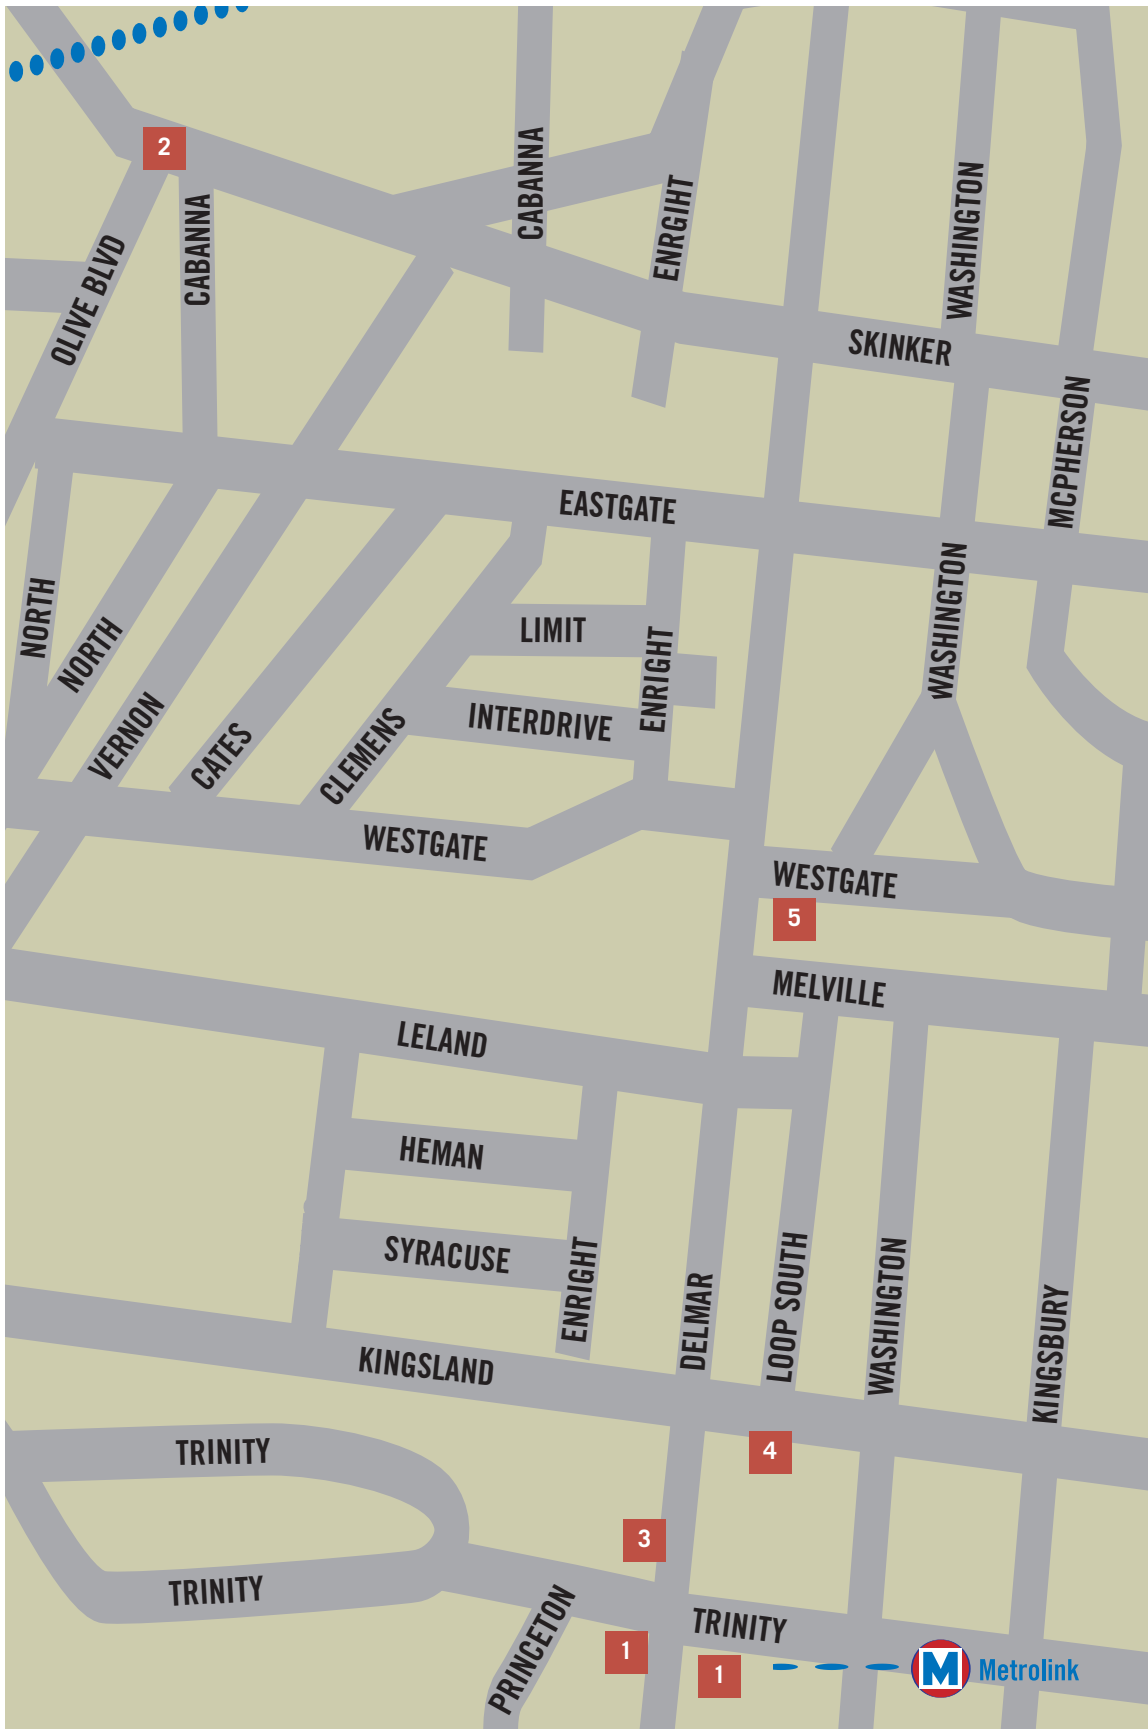 2
CABANNA
CABANNA
ENRGIHT
WASHINGTON
OLIVE BLVD
SKINKER
MCPHERSON
EASTGATE
NORTH
NORTH
LIMIT
ENRIGHT
WASHINGTON
VERNON
CATES
CLEMENS
INTERDRIVE
WESTGATE
WESTGATE
5
MELVILLE
LELAND
HEMAN
SYRACUSE
ENRIGHT
DELMAR
LOOP SOUTH
WASHINGTON
KINGSBURY
KINGSLAND
TRINITY
4
3
TRINITY
PRINCETON
TRINITY
1
1
M Metrolink